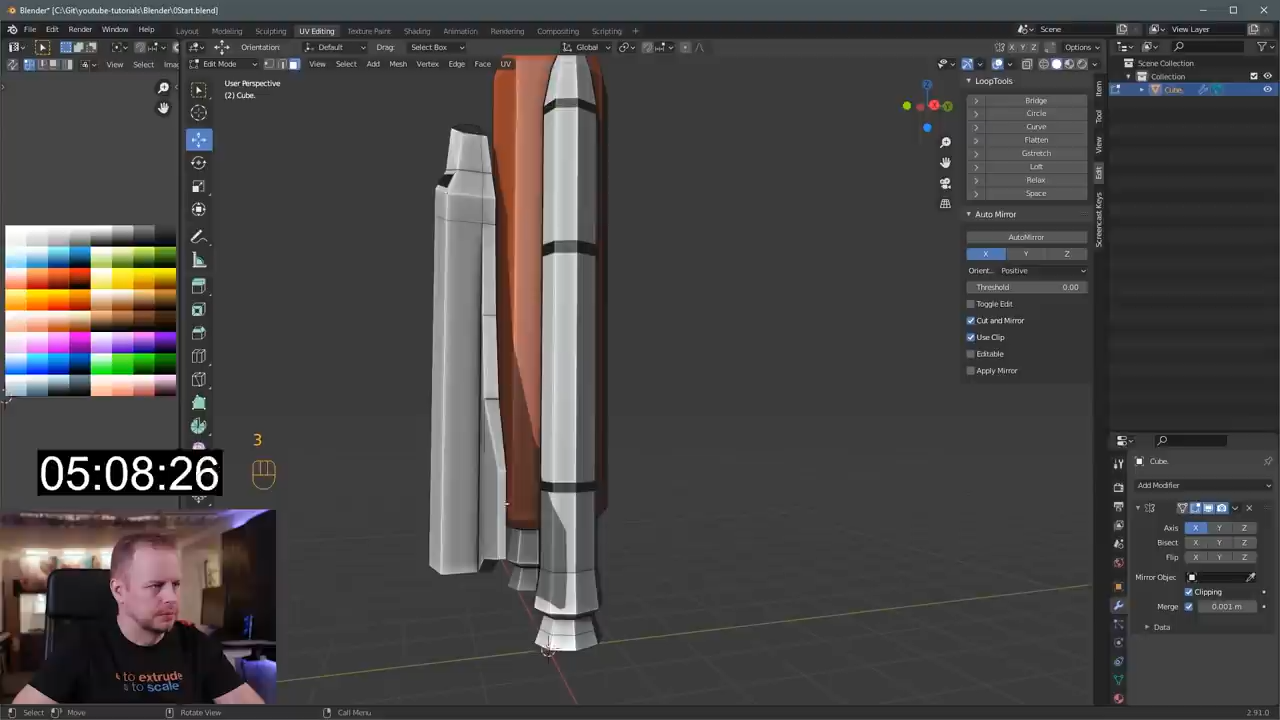 Blender* [C:\Git\youtube-tutorials\Blender\0Start.blend]
File Edit Render Window Help Layout Modeling Sculpting UV Editing Texture Paint Shading Animation Rendering Compositing Scripting Scene View Layer
Orientation: Default Drag: Select Box Global X Y Z Options
View Select Edit Mode View Select Add Mesh Vertex Edge Face UV
User Perspective
(2) Cube.
Scene Collection
Collection
Cube.
LoopTools
Bridge
Circle
Curve
Flatten
Gstretch
Loft
Relax
Space
Auto Mirror
AutoMirror
X Y Z
Orient.. Positive
Threshold 0.00
Toggle Edit
Cut and Mirror
Use Clip
Editable
Apply Mirror
Item
Tool
View
Edit
Screencast Keys
3
05:08:26
to extrude
to scale
Cube.
Add Modifier
Axis X Y Z
Bisect X Y Z
Flip X Y Z
Mirror Objec
Clipping
Merge 0.001 m
Data
Select Move Rotate View Call Menu 2.91.0